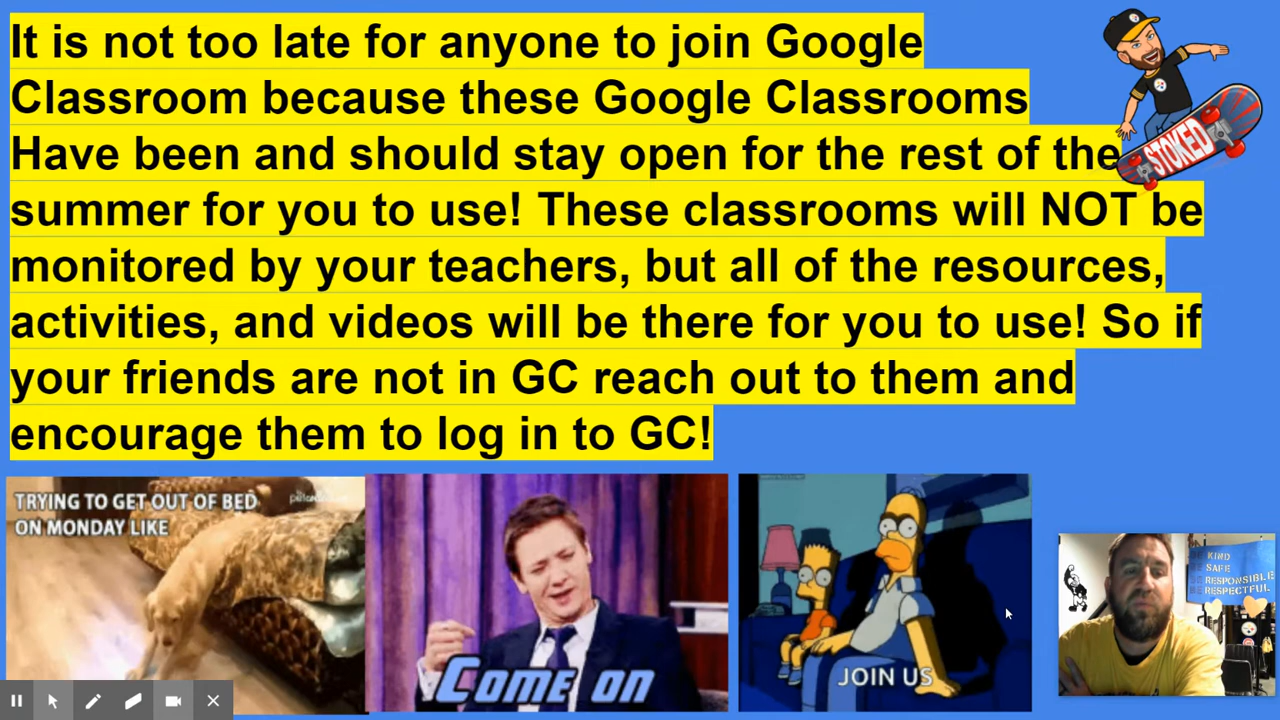 It is not too late for anyone to join Google
Classroom because these Google Classrooms
Have been and should stay open for the rest of the
summer for you to use! These classrooms will NOT be
monitored by your teachers, but all of the resources,
activities, and videos will be there for you to use! So if
your friends are not in GC reach out to them and
encourage them to log in to GC!
STOKED
TRYING TO GET OUT OF BED
ON MONDAY LIKE
COME ON
JOIN US
BE KIND
BE SAFE
BE RESPONSIBLE
BE RESPECTFUL